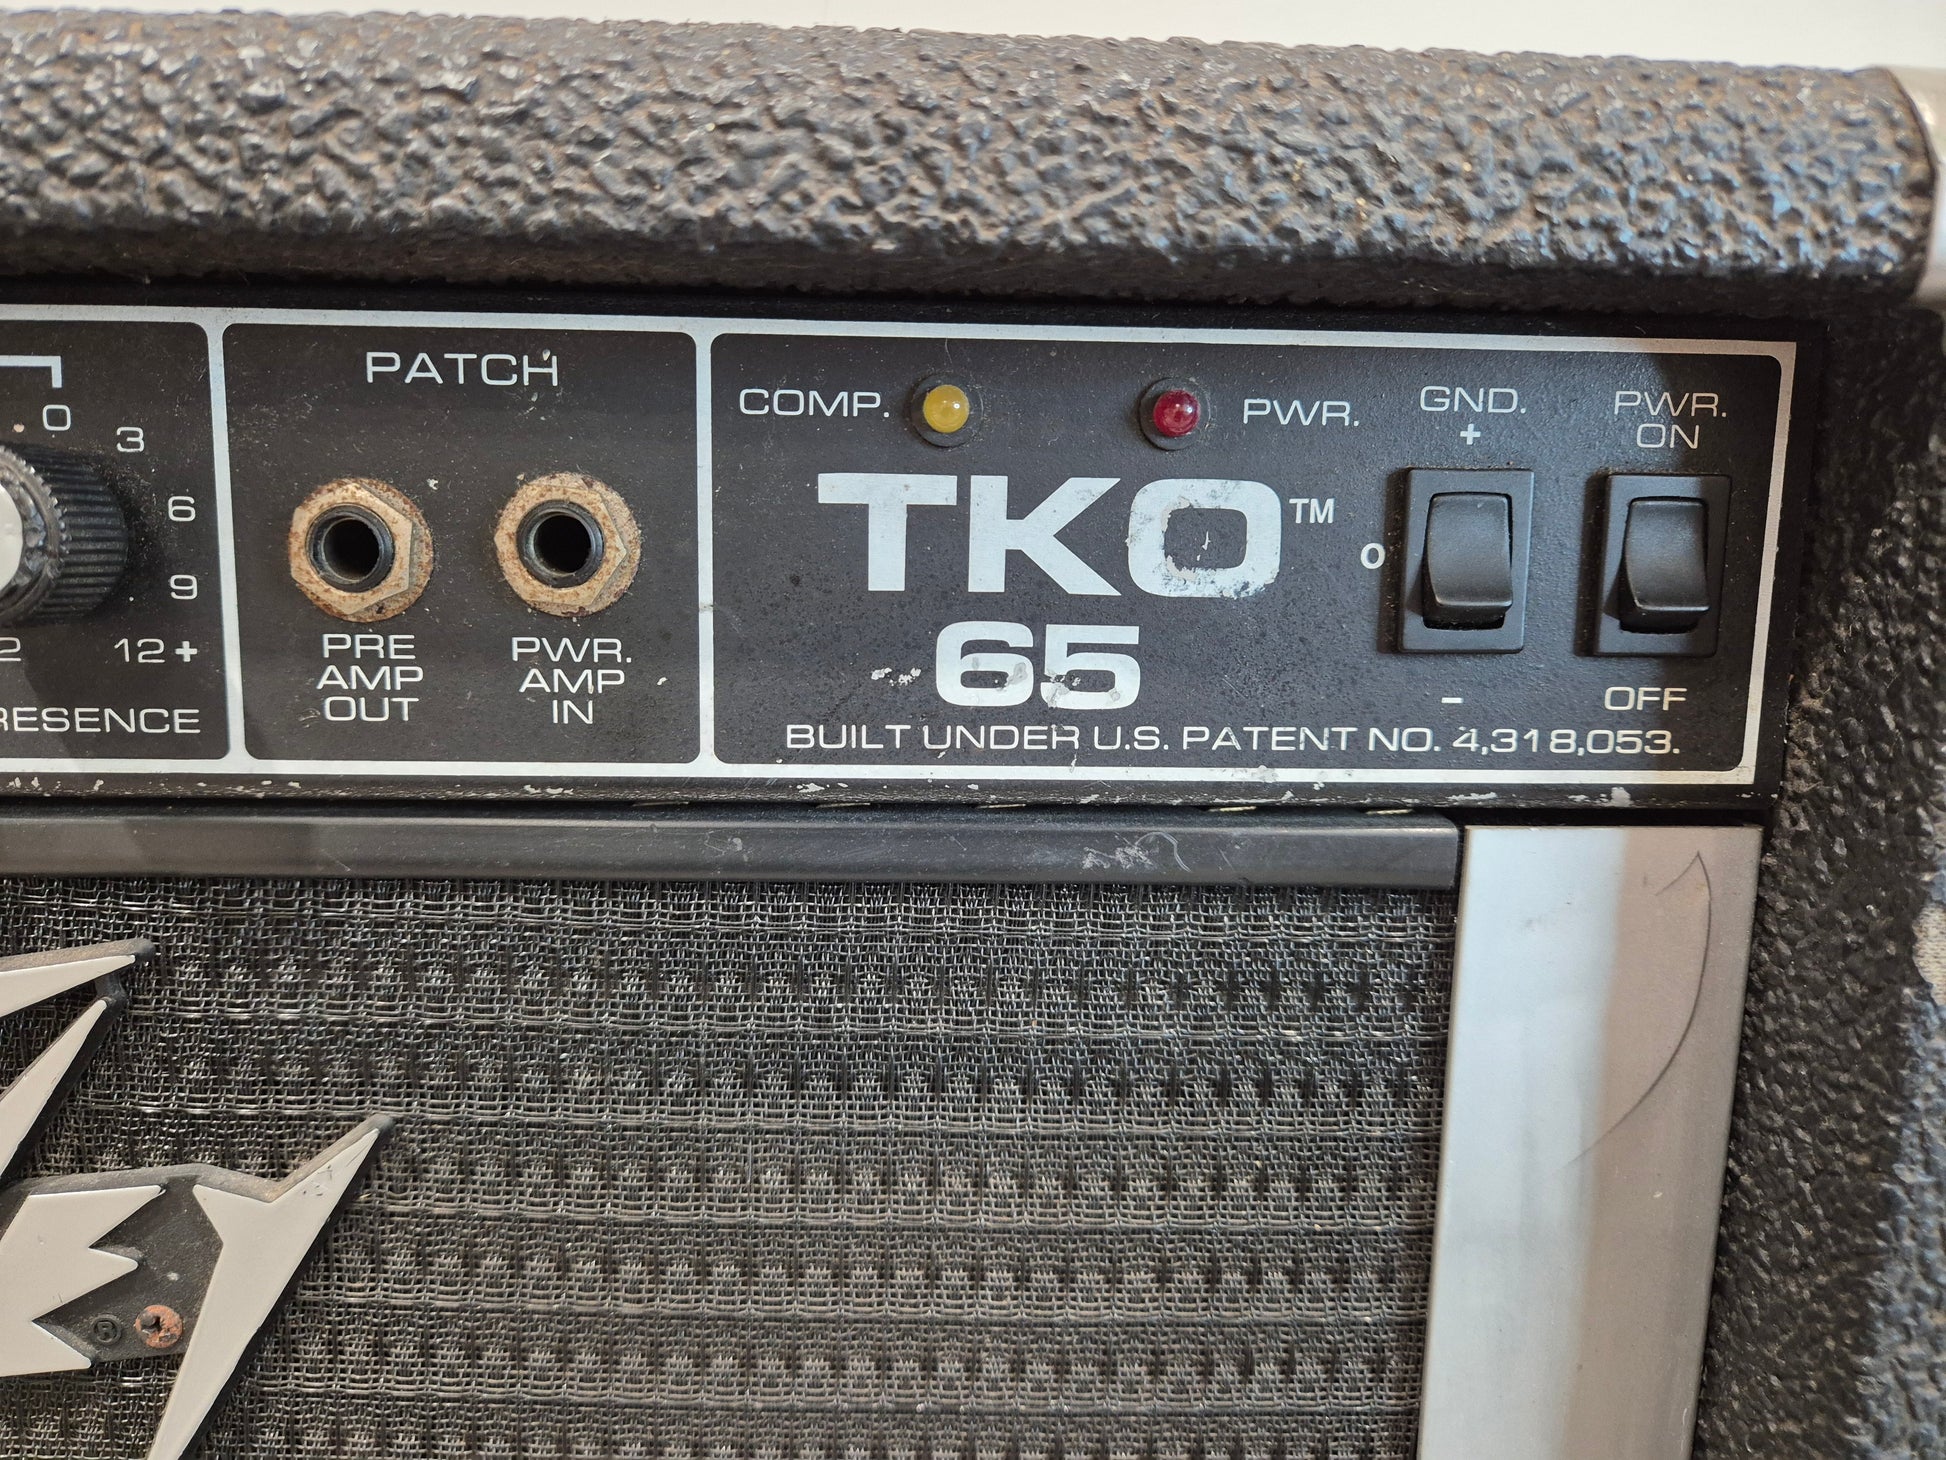 0
3
6
9
2
12+
RESENCE
PATCH
PRE
AMP
OUT
PWR.
AMP
IN
COMP.
PWR.
GND.
+
PWR.
ON
TKO™
65
O
-
OFF
BUILT UNDER U.S. PATENT NO. 4,318,053.
®